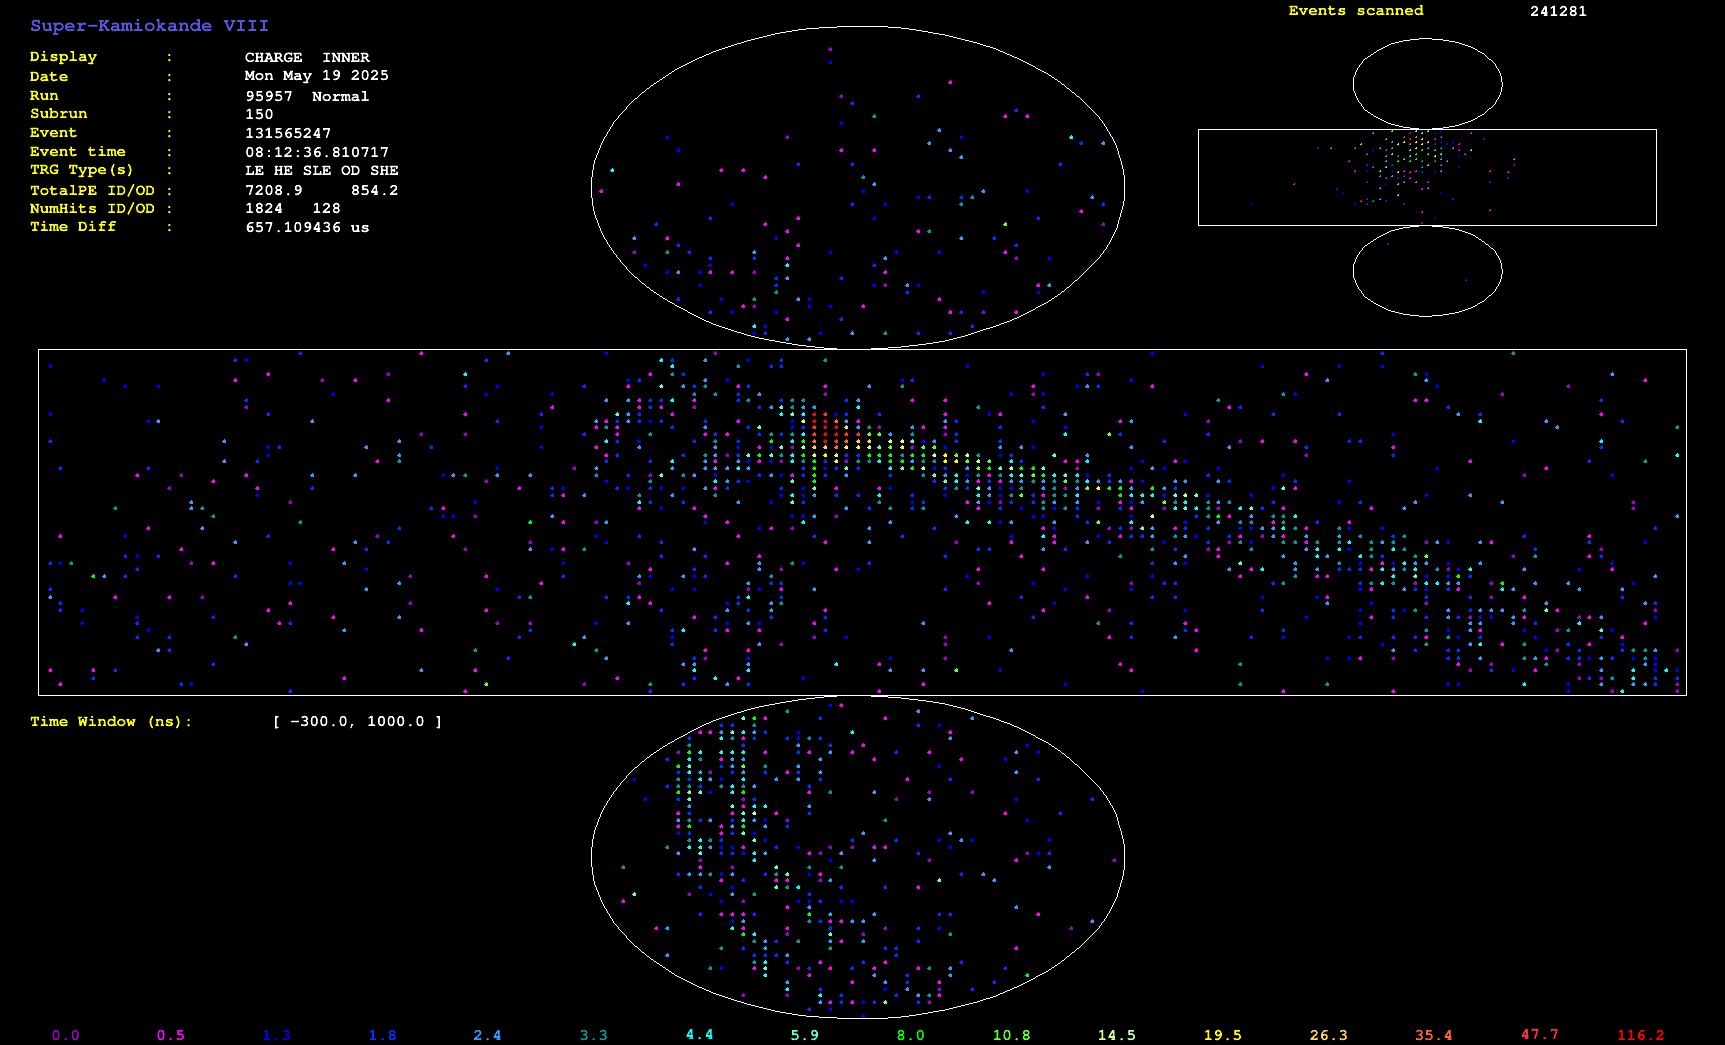 Super-Kamiokande VIII
Events scanned 241281
Display : CHARGE INNER
Date : Mon May 19 2025
Run : 95957 Normal
Subrun : 150
Event : 131565247
Event time : 08:12:36.810717
TRG Type(s) : LE HE SLE OD SHE
TotalPE ID/OD : 7208.9 854.2
NumHits ID/OD : 1824 128
Time Diff : 657.109436 us
Time Window (ns): [ -300.0, 1000.0 ]
0.0 0.5 1.3 1.8 2.4 3.3 4.4 5.9 8.0 10.8 14.5 19.5 26.3 35.4 47.7 116.2